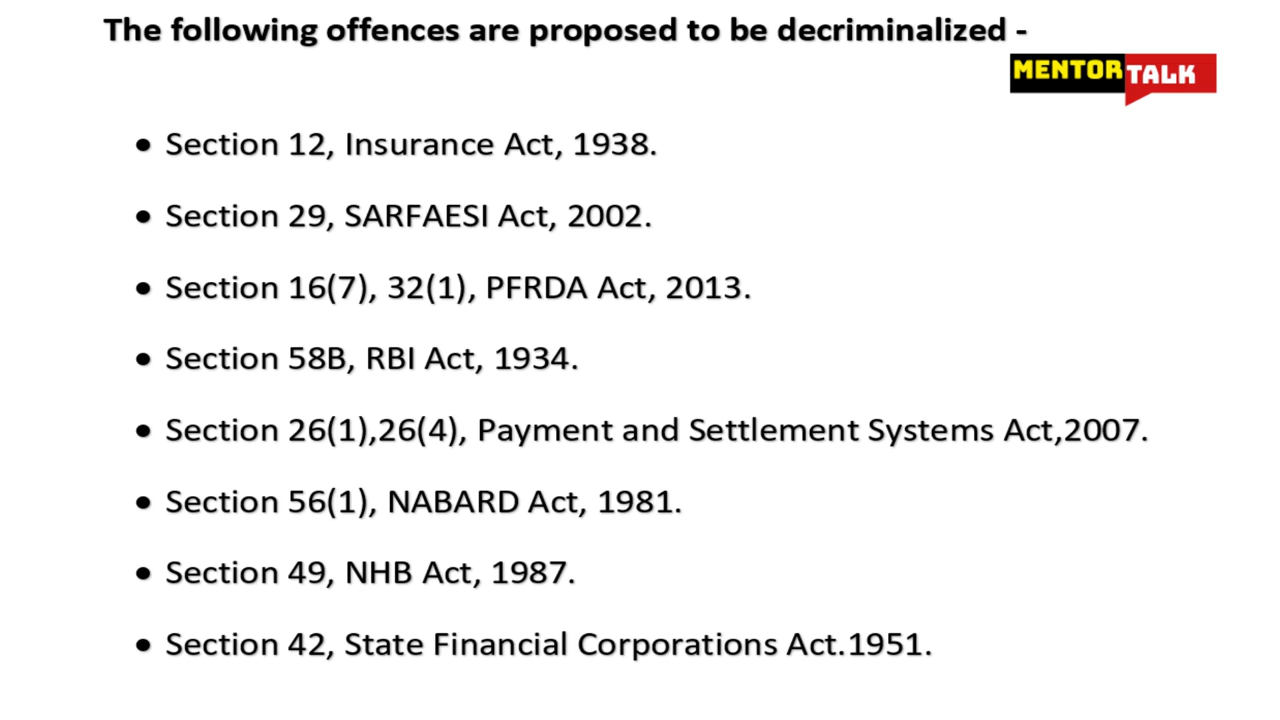 The following offences are proposed to be decriminalized -
MENTOR TALK
• Section 12, Insurance Act, 1938.
• Section 29, SARFAESI Act, 2002.
• Section 16(7), 32(1), PFRDA Act, 2013.
• Section 58B, RBI Act, 1934.
• Section 26(1),26(4), Payment and Settlement Systems Act,2007.
• Section 56(1), NABARD Act, 1981.
• Section 49, NHB Act, 1987.
• Section 42, State Financial Corporations Act.1951.